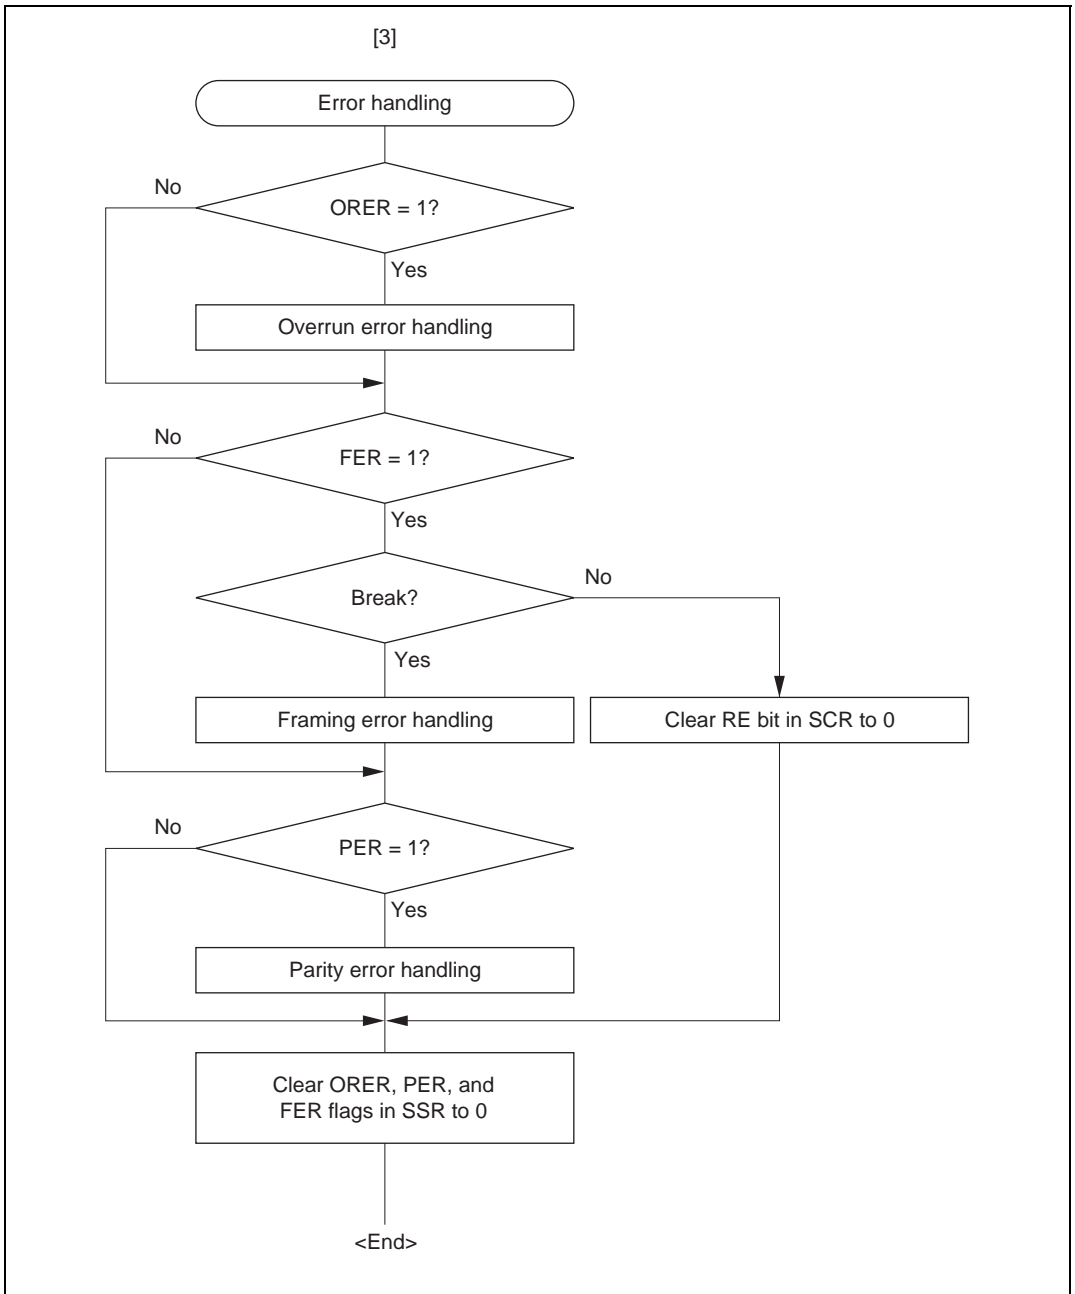 [3]
Error handling
No
ORER = 1?
Yes
Overrun error handling
No
FER = 1?
Yes
Break?
No
Yes
Framing error handling
Clear RE bit in SCR to 0
No
PER = 1?
Yes
Parity error handling
Clear ORER, PER, and
FER flags in SSR to 0
<End>